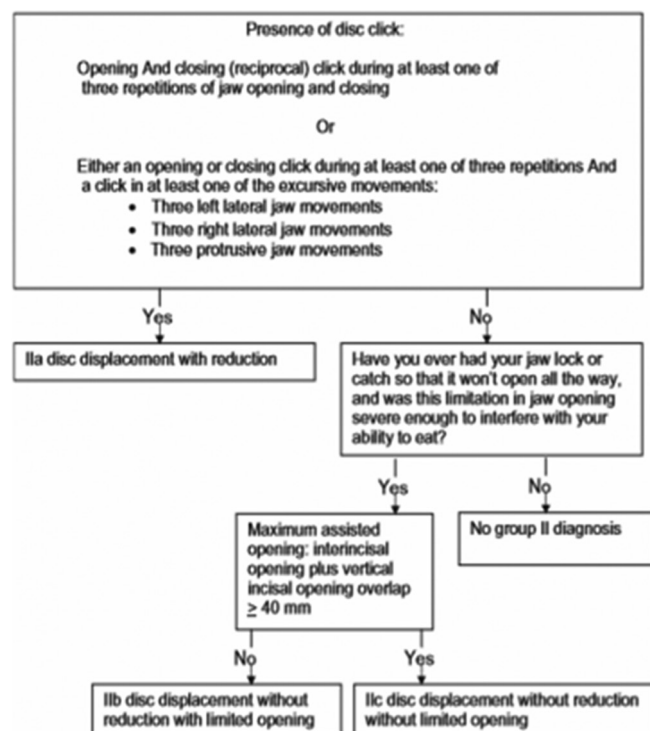 Presence of disc click:
Opening And closing (reciprocal) click during at least one of
three repetitions of jaw opening and closing
Or
Either an opening or closing click during at least one of three repetitions And
a click in at least one of the excursive movements:
• Three left lateral jaw movements
• Three right lateral jaw movements
• Three protrusive jaw movements
Yes
No
IIa disc displacement with reduction
Have you ever had your jaw lock or
catch so that it won't open all the way,
and was this limitation in jaw opening
severe enough to interfere with your
ability to eat?
Yes
No
Maximum assisted
opening: interincisal
opening plus vertical
incisal opening overlap
≥ 40 mm
No group II diagnosis
No
Yes
IIb disc displacement without
reduction with limited opening
IIc disc displacement without reduction
without limited opening